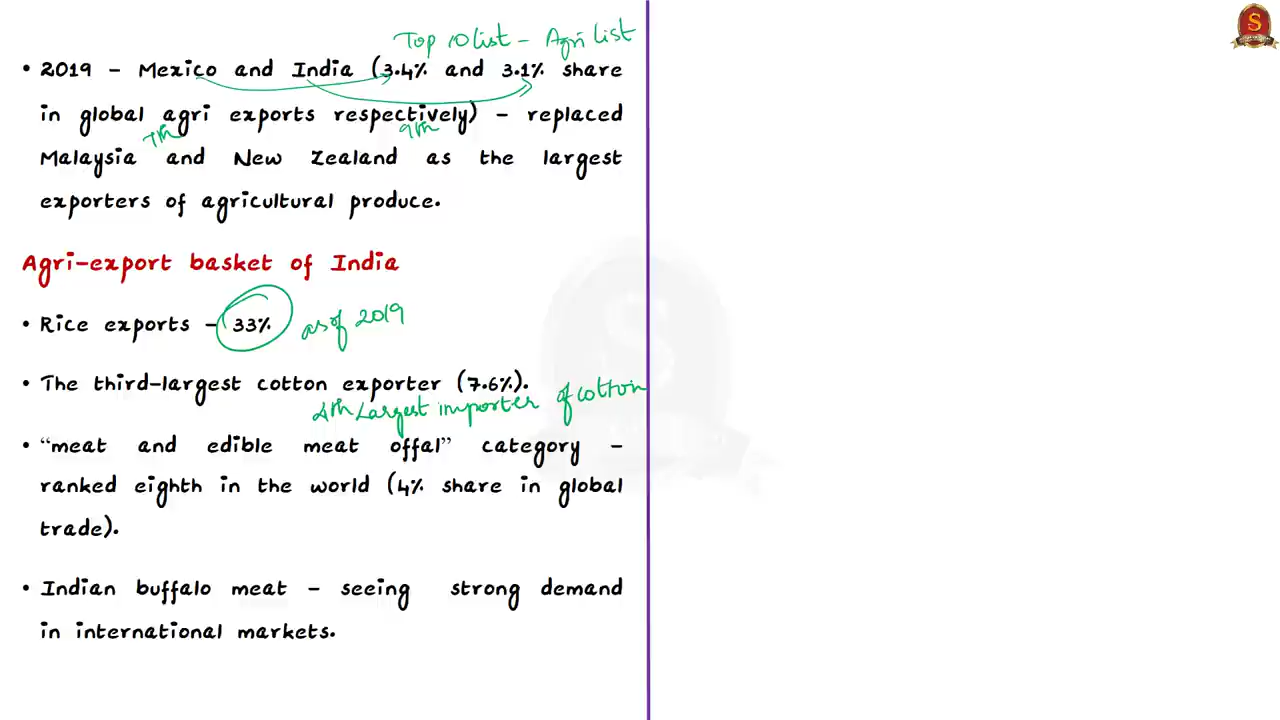 Top 10 list - Agri list
• 2019 - Mexico and India (3.4% and 3.1% share
in global agri exports respectively) - replaced
7th 9th
Malaysia and New Zealand as the largest
exporters of agricultural produce.
Agri-export basket of India
• Rice exports - 33% as of 2019
• The third-largest cotton exporter (7.6%).
4th Largest importer of cotton
• "meat and edible meat offal" category -
ranked eighth in the world (4% share in global
trade).
• Indian buffalo meat - seeing strong demand
in international markets.
S